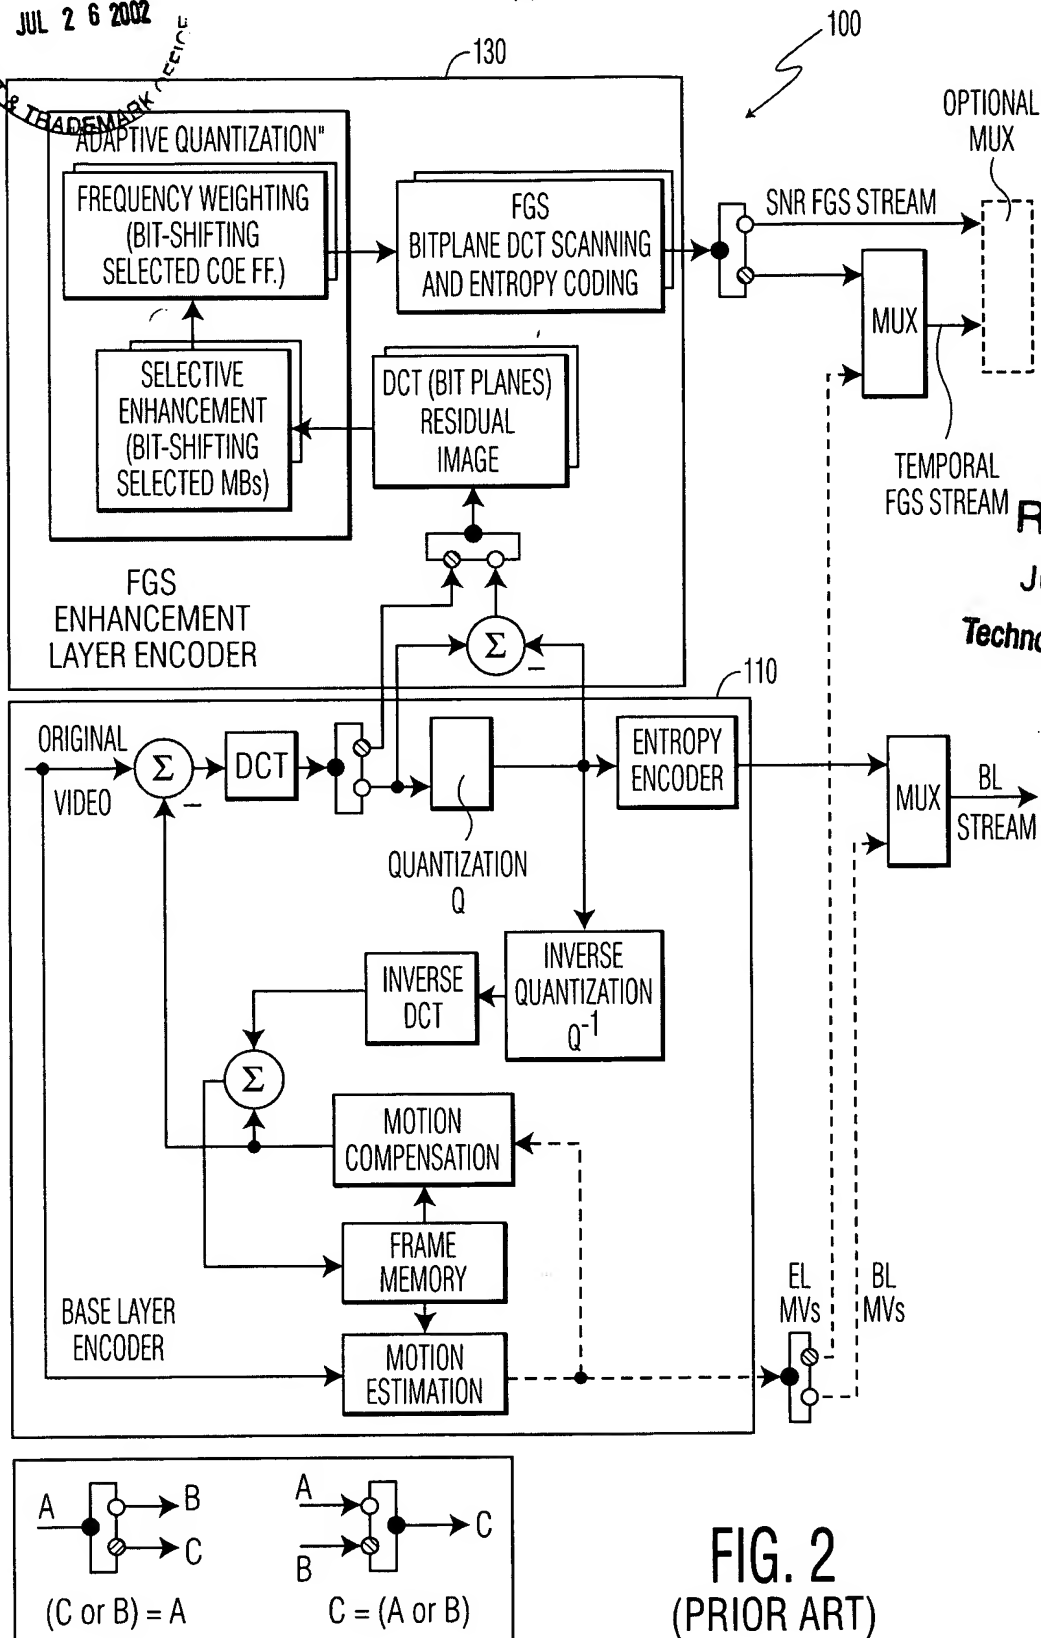 JUL 2 6 2002
& TRADEMARK OFFICE
100
130
OPTIONAL
MUX
ADAPTIVE QUANTIZATION"
FREQUENCY WEIGHTING
(BIT-SHIFTING
SELECTED COE FF.)
FGS
BITPLANE DCT SCANNING
AND ENTROPY CODING
SNR FGS STREAM
MUX
SELECTIVE
ENHANCEMENT
(BIT-SHIFTING
SELECTED MBs)
DCT (BIT PLANES)
RESIDUAL
IMAGE
TEMPORAL
FGS STREAM
FGS
ENHANCEMENT
LAYER ENCODER
Σ
−
110
ORIGINAL
VIDEO
Σ
−
DCT
QUANTIZATION
Q
ENTROPY
ENCODER
MUX
BL
STREAM
INVERSE
DCT
INVERSE
QUANTIZATION
Q-1
Σ
MOTION
COMPENSATION
FRAME
MEMORY
BASE LAYER
ENCODER
MOTION
ESTIMATION
EL
MVs
BL
MVs
A
B
C
(C or B) = A
A
B
C
C = (A or B)
FIG. 2
(PRIOR ART)